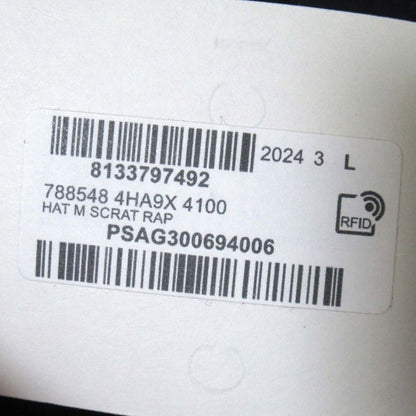 2024 3 L
8133797492
788548 4HA9X 4100
HAT M SCRAT RAP
RFID
PSAG300694006